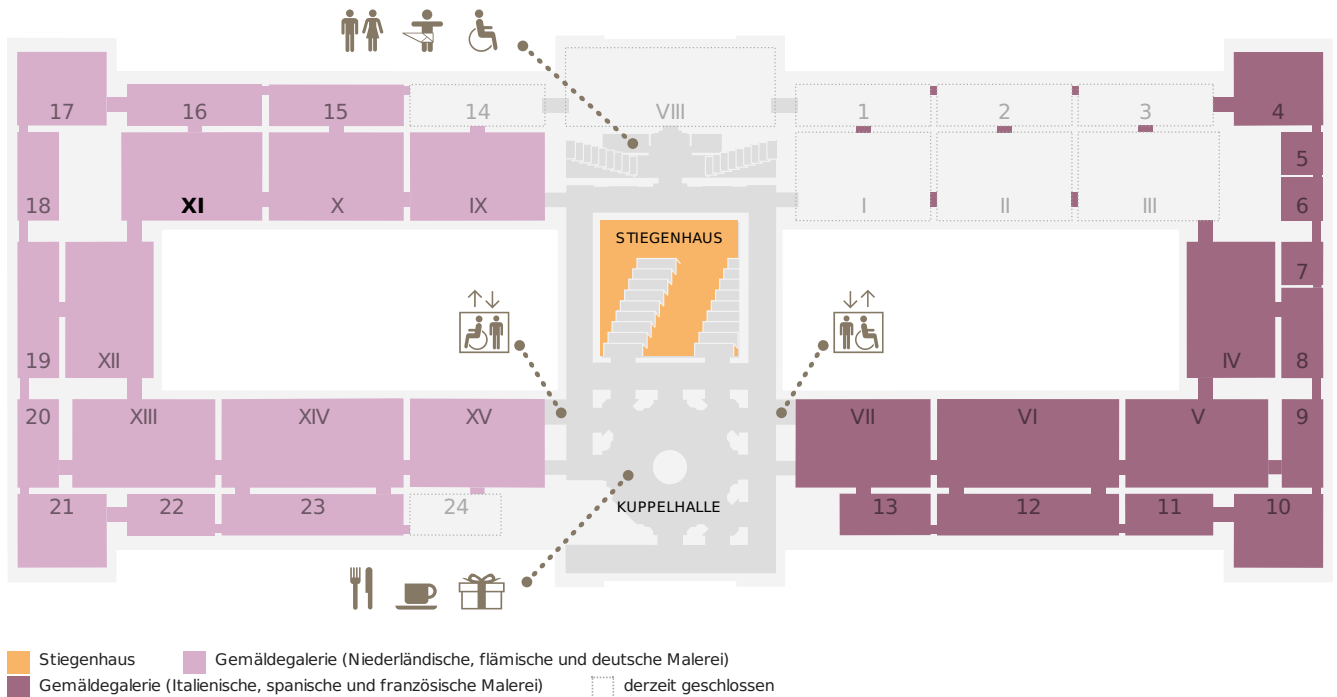 17 16 15 14 VIII 1 2 3 4
5
18 XI X IX I II III 6
STIEGENHAUS
7
19 XII IV 8
20 XIII XIV XV VII VI V 9
21 22 23 24 KUPPELHALLE 13 12 11 10
Stiegenhaus Gemäldegalerie (Niederländische, flämische und deutsche Malerei)
Gemäldegalerie (Italienische, spanische und französische Malerei) derzeit geschlossen